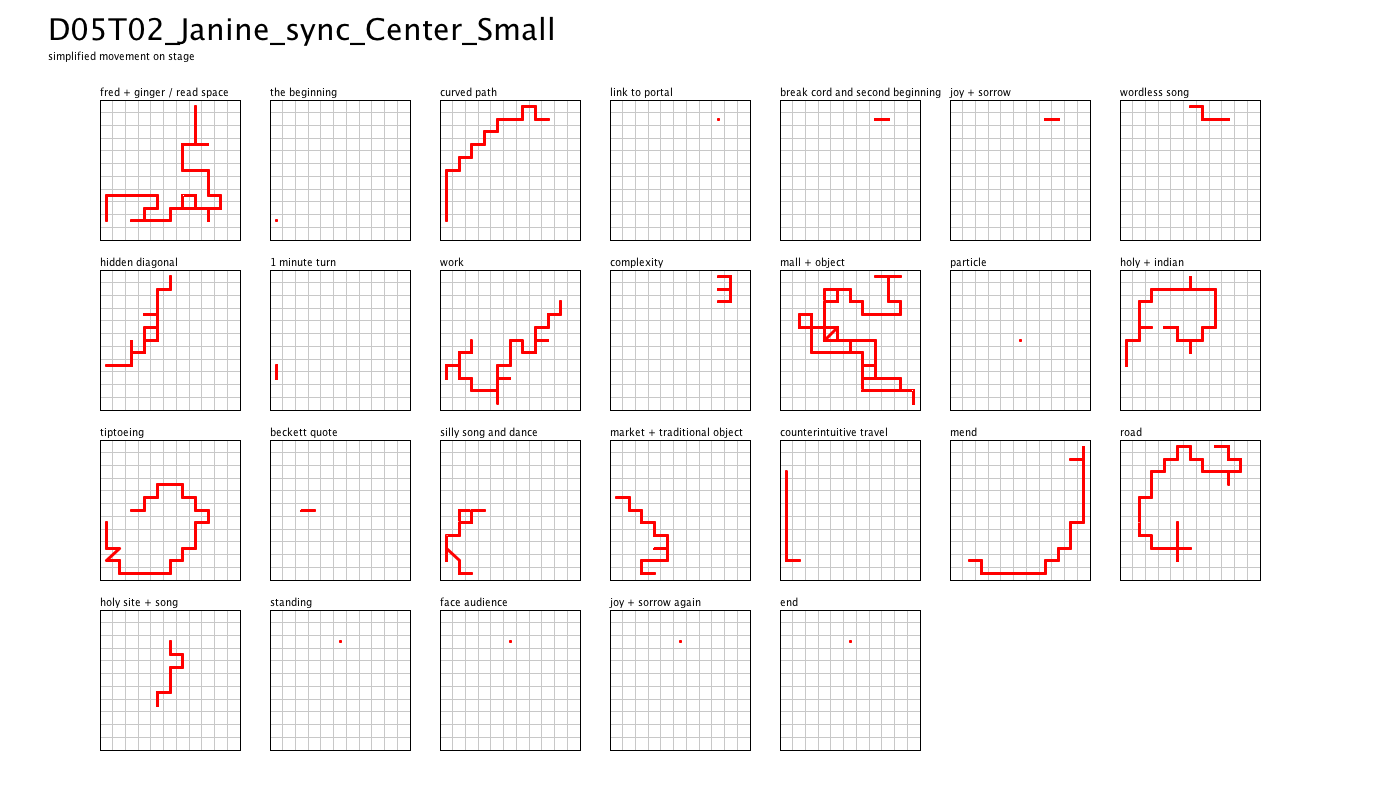 D05T02_Janine_sync_Center_Small
simplified movement on stage
fred + ginger / read space
the beginning
curved path
link to portal
break cord and second beginning
joy + sorrow
wordless song
hidden diagonal
1 minute turn
work
complexity
mall + object
particle
holy + indian
tiptoeing
beckett quote
silly song and dance
market + traditional object
counterintuitive travel
mend
road
holy site + song
standing
face audience
joy + sorrow again
end